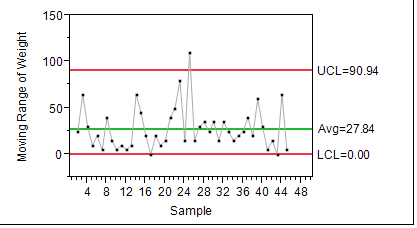 Moving Range of Weight
150
100
50
0
UCL=90.94
Avg=27.84
LCL=0.00
4 8 12 16 20 24 28 32 36 40 44 48
Sample